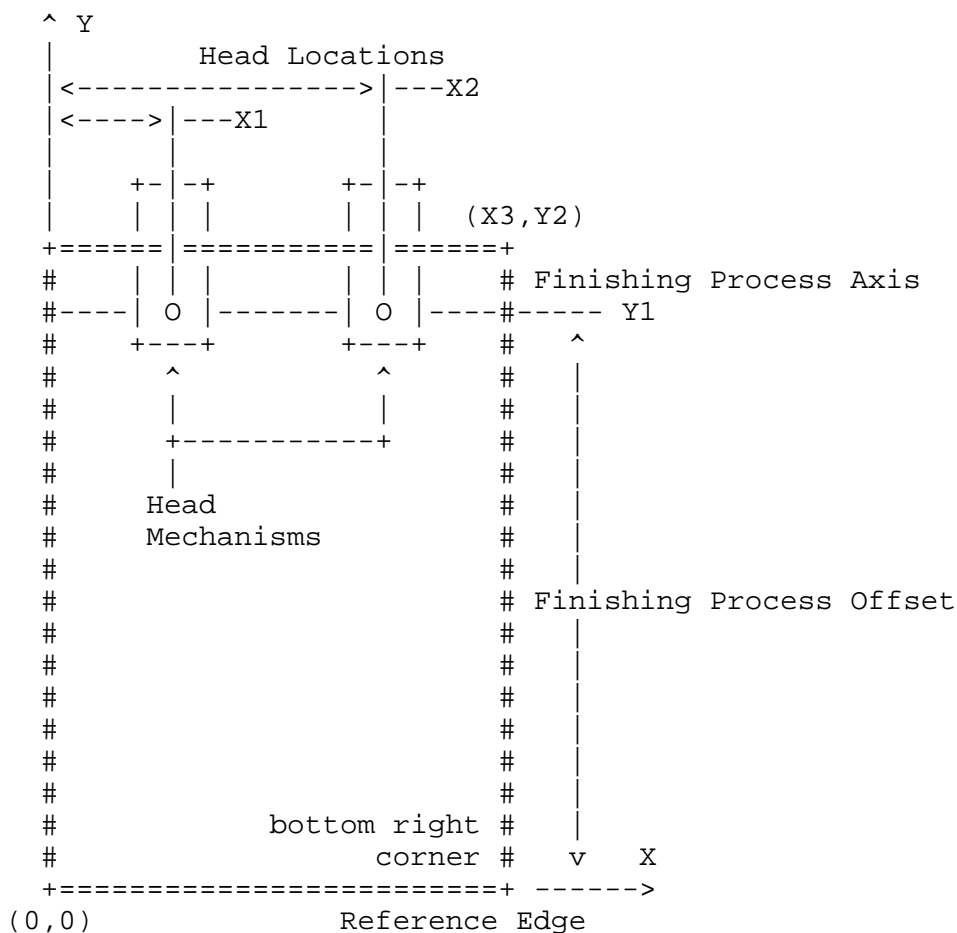 ^ Y
| Head Locations
|<---------------->|---X2
|<---->|---X1 |
| | |
| +-|-+ +-|-+
| | | | | | | (X3,Y2)
+======|===========|======+
# | | | | | | # Finishing Process Axis
#----| O |-------| O |----#----- Y1
# +---+ +---+ # ^
# ^ ^ # |
# | | # |
# +-----------+ # |
# | # |
# Head # |
# Mechanisms # |
# # |
# # Finishing Process Offset
# # |
# # |
# # |
# # |
# # |
# # |
# bottom right # |
# corner # v X
+=========================+ ------>
(0,0) Reference Edge